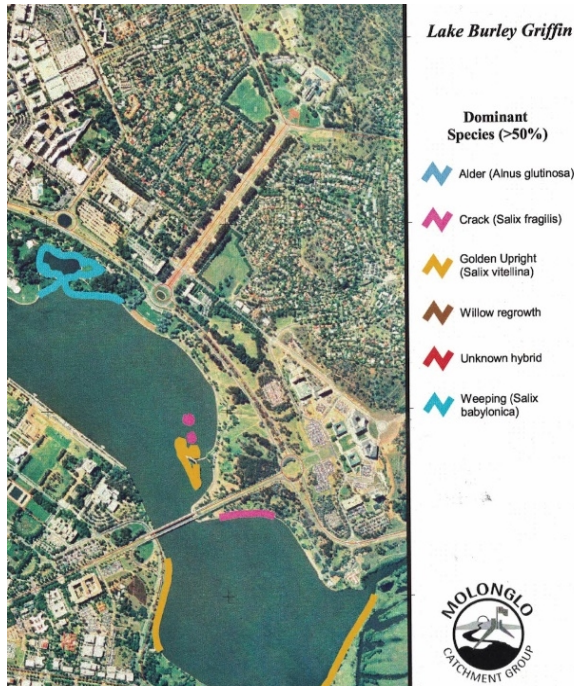 Lake Burley Griffin
Dominant
Species (>50%)
Alder (Alnus glutinosa)
Crack (Salix fragilis)
Golden Upright
(Salix vitellina)
Willow regrowth
Unknown hybrid
Weeping (Salix
babylonica)
MOLONGLO
CATCHMENT GROUP